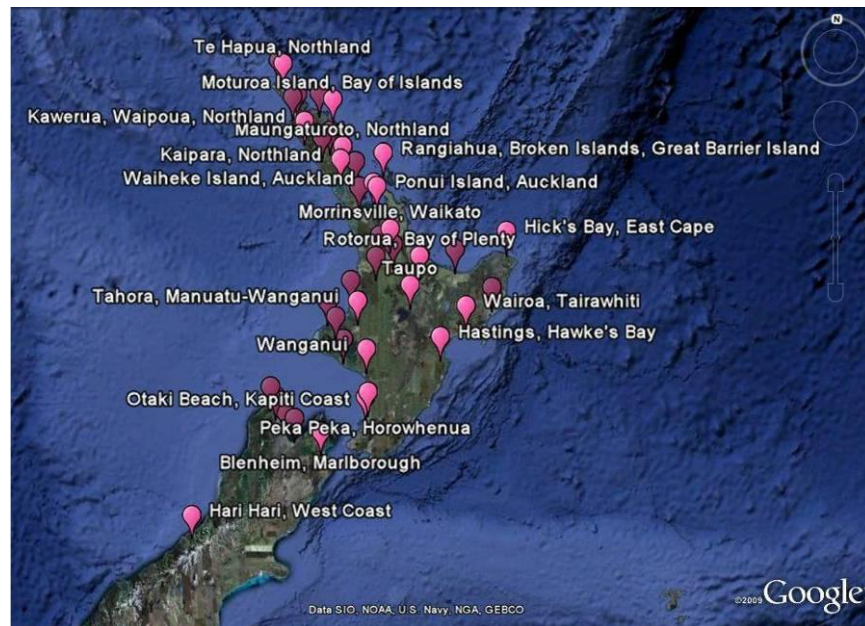 N
Te Hapua, Northland
Moturoa Island, Bay of Islands
Kawerua, Waipoua, Northland
Maungaturoto, Northland
Kaipara, Northland
Rangiahua, Broken Islands, Great Barrier Island
Waiheke Island, Auckland
Ponui Island, Auckland
Morrinsville, Waikato
Hick's Bay, East Cape
Rotorua, Bay of Plenty
Taupo
Tahora, Manuatu-Wanganui
Wairoa, Tairawhiti
Hastings, Hawke's Bay
Wanganui
Otaki Beach, Kapiti Coast
Peka Peka, Horowhenua
Blenheim, Marlborough
Hari Hari, West Coast
Data SIO, NOAA, U.S. Navy, NGA, GEBCO
©2009 Google